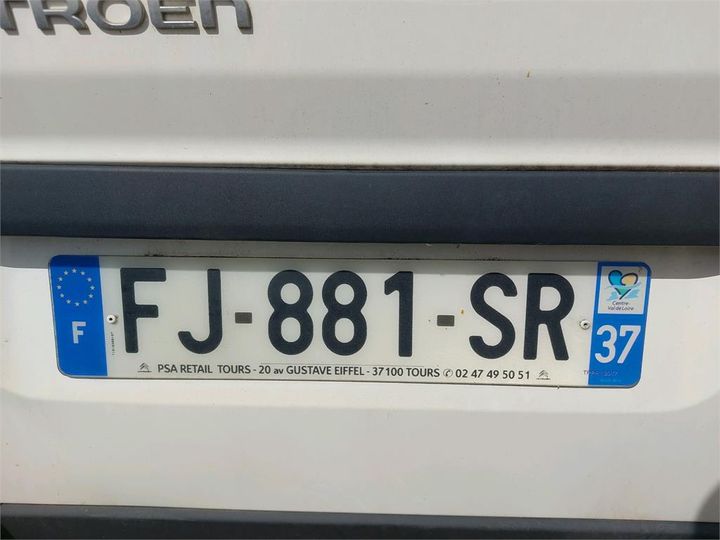 TROËN
F FJ-881-SR Centre-
Val de Loire
37
PSA RETAIL TOURS - 20 av GUSTAVE EIFFEL - 37100 TOURS ✆ 02 47 49 50 51